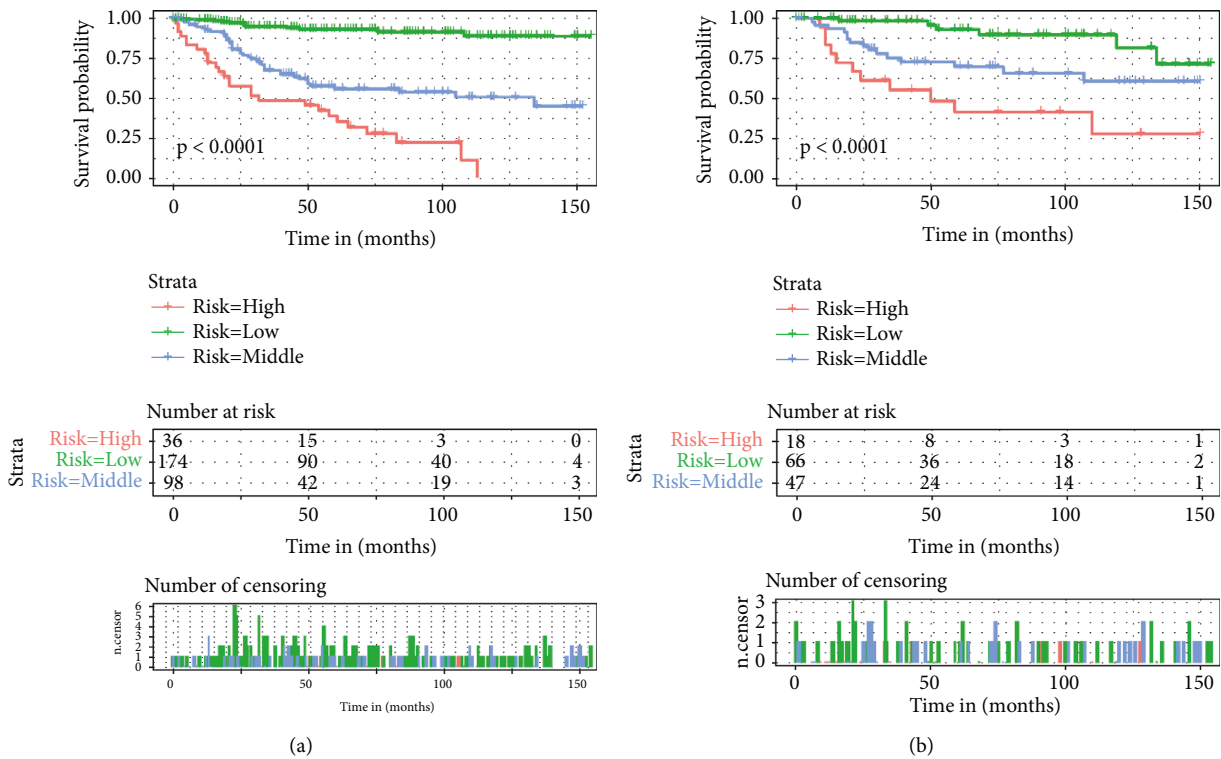 Survival probability
1.00
0.75
0.50
0.25
0.00
p < 0.0001
0 50 100 150
Time in (months)
Strata
Risk=High
Risk=Low
Risk=Middle
Number at risk
Strata
Risk=High 36 15 3 0
Risk=Low 174 90 40 4
Risk=Middle 98 42 19 3
0 50 100 150
Time in (months)
Number of censoring
n.censor
6
5
4
3
2
1
0
0 50 100 150
Time in (months)
(a)
Survival probability
1.00
0.75
0.50
0.25
0.00
p < 0.0001
0 50 100 150
Time in (months)
Strata
Risk=High
Risk=Low
Risk=Middle
Number at risk
Strata
Risk=High 18 8 3 1
Risk=Low 66 36 18 2
Risk=Middle 47 24 14 1
0 50 100 150
Time in (months)
Number of censoring
n.censor
3
2
1
0
0 50 100 150
Time in (months)
(b)